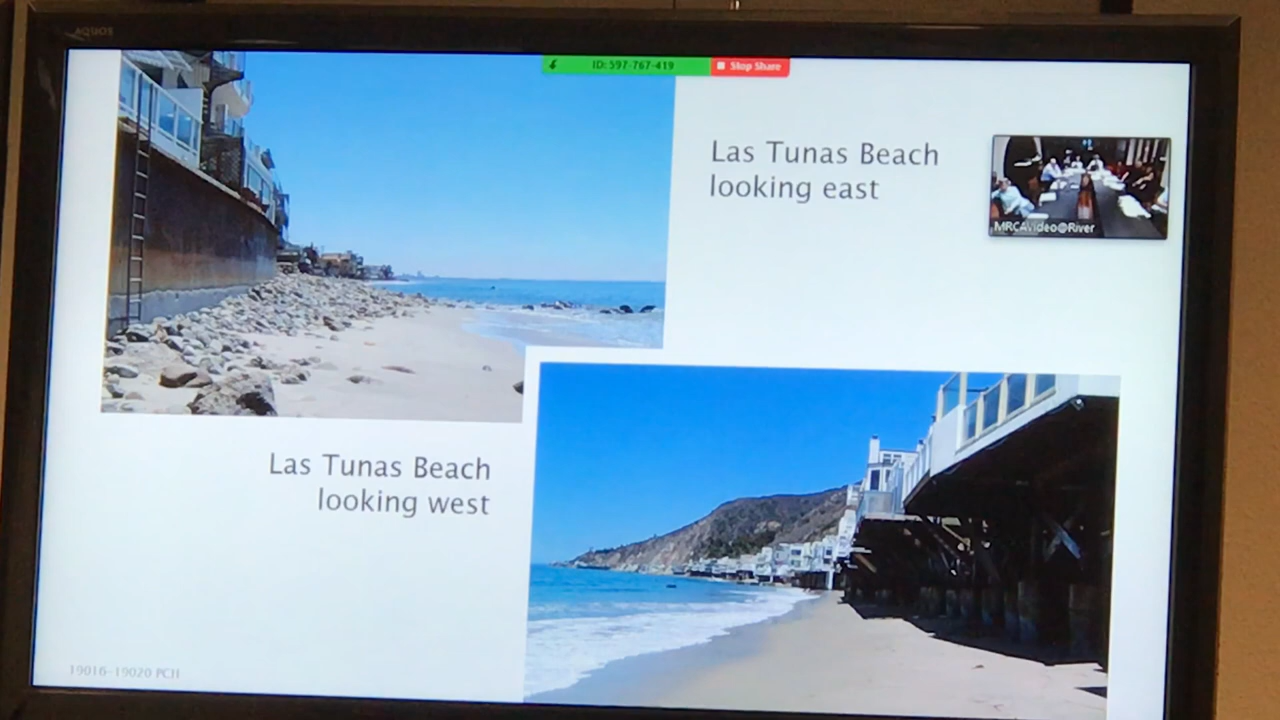 AQUOS
ID: 597-767-419
Stop Share
Las Tunas Beach
looking east
MRCAVideo@River
Las Tunas Beach
looking west
19016-19020 PCH